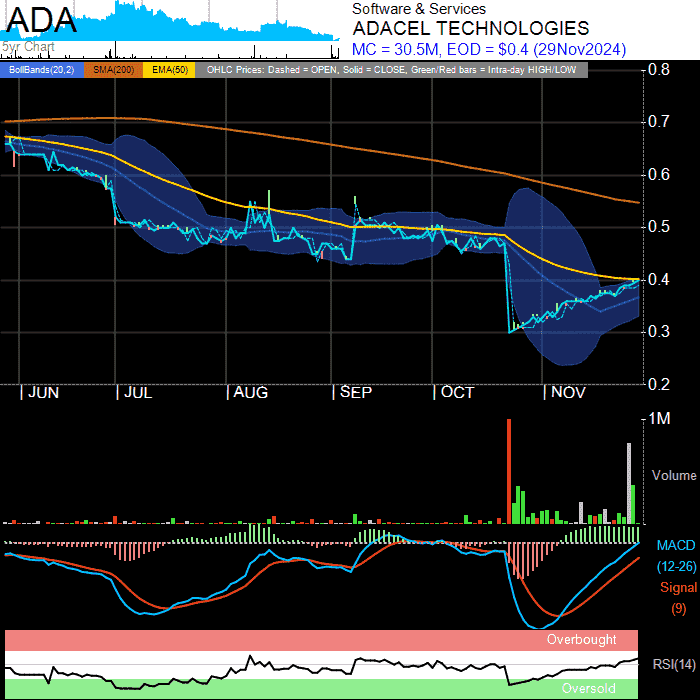 ADA
5yr Chart
Software & Services
ADACEL TECHNOLOGIES
MC = 30.5M, EOD = $0.4 (29Nov2024)
BollBands(20,2) SMA(200) EMA(50) OHLC Prices: Dashed = OPEN, Solid = CLOSE, Green/Red bars = Intra-day HIGH/LOW
0.8
0.7
0.6
0.5
0.4
0.3
0.2
| JUN | JUL | AUG | SEP | OCT | NOV
1M
Volume
MACD
(12-26)
Signal
(9)
Overbought
RSI(14)
Oversold